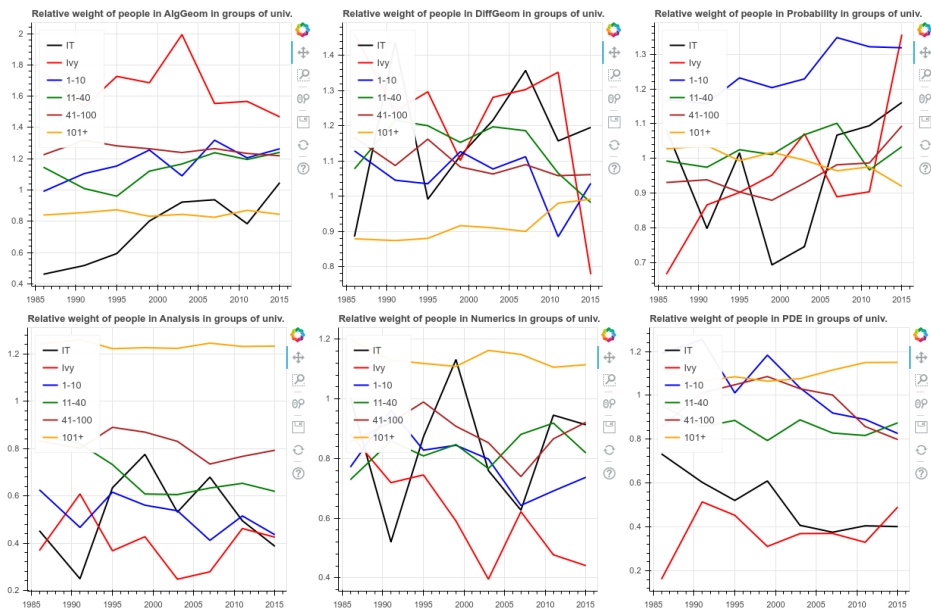 Relative weight of people in AlgGeom in groups of univ.
IT
Ivy
1-10
11-40
41-100
101+
2
1.8
1.6
1.4
1.2
1
0.8
0.6
0.4
1985 1990 1995 2000 2005 2010 2015
Relative weight of people in DiffGeom in groups of univ.
IT
Ivy
1-10
11-40
41-100
101+
1.4
1.3
1.2
1.1
1
0.9
0.8
1985 1990 1995 2000 2005 2010 2015
Relative weight of people in Probability in groups of univ.
IT
Ivy
1-10
11-40
41-100
101+
1.3
1.2
1.1
1
0.9
0.8
0.7
1985 1990 1995 2000 2005 2010 2015
Relative weight of people in Analysis in groups of univ.
IT
Ivy
1-10
11-40
41-100
101+
1.2
1
0.8
0.6
0.4
0.2
1985 1990 1995 2000 2005 2010 2015
Relative weight of people in Numerics in groups of univ.
IT
Ivy
1-10
11-40
41-100
101+
1.2
1
0.8
0.6
0.4
1985 1990 1995 2000 2005 2010 2015
Relative weight of people in PDE in groups of univ.
IT
Ivy
1-10
11-40
41-100
101+
1.2
1
0.8
0.6
0.4
0.2
1985 1990 1995 2000 2005 2010 2015